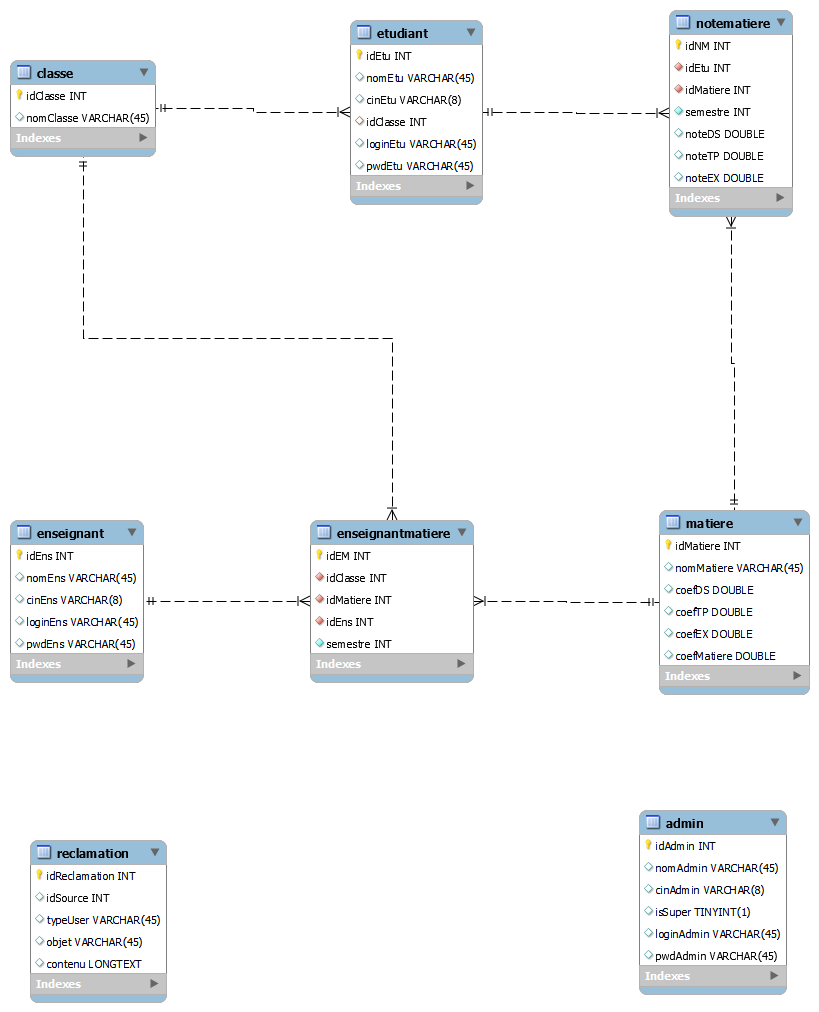 classe
idClasse INT
nomClasse VARCHAR(45)
Indexes
etudiant
idEtu INT
nomEtu VARCHAR(45)
cinEtu VARCHAR(8)
idClasse INT
loginEtu VARCHAR(45)
pwdEtu VARCHAR(45)
Indexes
notematiere
idNM INT
idEtu INT
idMatiere INT
semestre INT
noteDS DOUBLE
noteTP DOUBLE
noteEX DOUBLE
Indexes
enseignant
idEns INT
nomEns VARCHAR(45)
cinEns VARCHAR(8)
loginEns VARCHAR(45)
pwdEns VARCHAR(45)
Indexes
enseignantmatiere
idEM INT
idClasse INT
idMatiere INT
idEns INT
semestre INT
Indexes
matiere
idMatiere INT
nomMatiere VARCHAR(45)
coefDS DOUBLE
coefTP DOUBLE
coefEX DOUBLE
coefMatiere DOUBLE
Indexes
reclamation
idReclamation INT
idSource INT
typeUser VARCHAR(45)
objet VARCHAR(45)
contenu LONGTEXT
Indexes
admin
idAdmin INT
nomAdmin VARCHAR(45)
cinAdmin VARCHAR(8)
isSuper TINYINT(1)
loginAdmin VARCHAR(45)
pwdAdmin VARCHAR(45)
Indexes